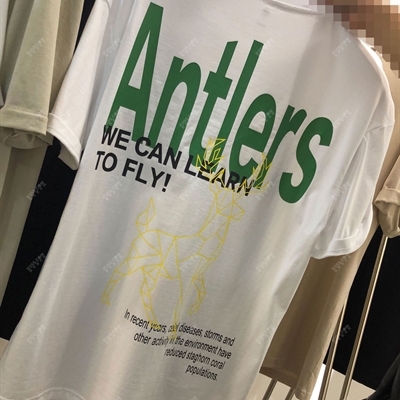 Antlers
WE CAN LEARN
TO FLY!
In recent years, coral diseases, storms and
other activity in the environment have
reduced staghorn coral
populations.